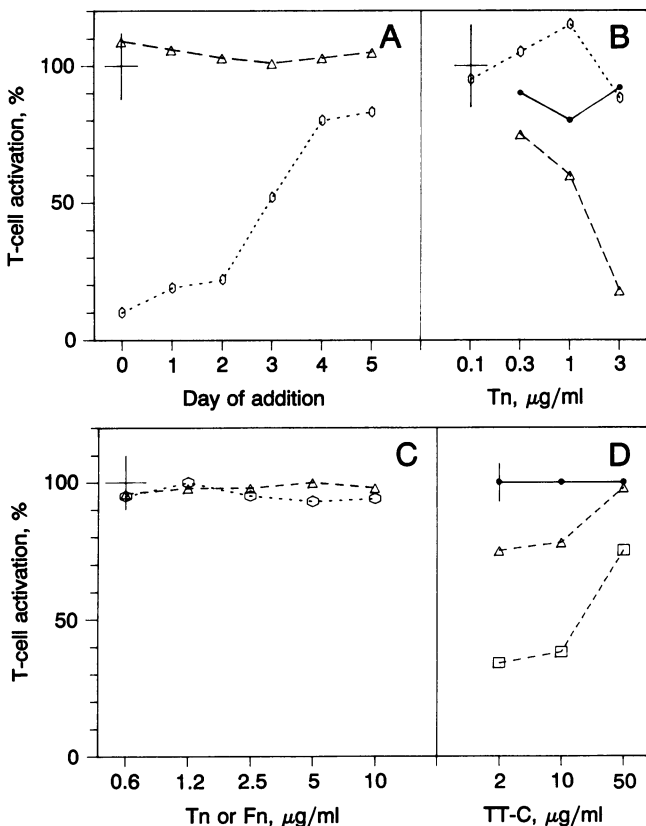 T-cell activation, %
100
50
0
A
0 1 2 3 4 5
Day of addition
B
0.1 0.3 1 3
Tn, μg/ml
T-cell activation, %
100
50
0
C
0.6 1.2 2.5 5 10
Tn or Fn, μg/ml
D
2 10 50
TT-C, μg/ml